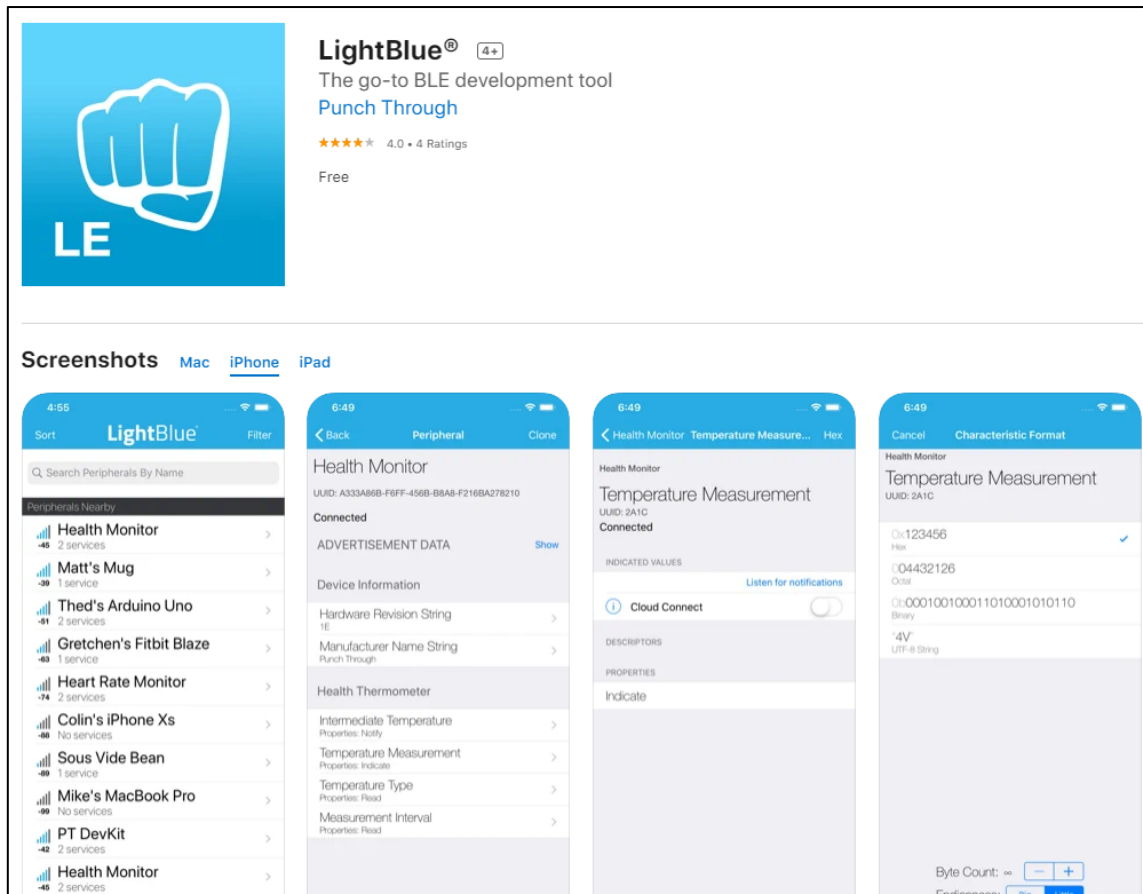 LightBlue® 4+
The go-to BLE development tool
Punch Through
4.0 • 4 Ratings
Free
LE
Screenshots Mac iPhone iPad
4:55
Sort LightBlue Filter
Search Peripherals By Name
Peripherals Nearby
Health Monitor
-45 2 services
Matt's Mug
-39 1 service
Thed's Arduino Uno
-51 2 services
Gretchen's Fitbit Blaze
-63 1 service
Heart Rate Monitor
-74 2 services
Colin's iPhone Xs
No services
Sous Vide Bean
1 service
Mike's MacBook Pro
No services
PT DevKit
-42 2 services
Health Monitor
-45 2 services
6:49
Back Peripheral Clone
Health Monitor
UUID: A333A86B-F6FF-456B-B8A8-F216BA278210
Connected
ADVERTISEMENT DATA Show
Device Information
Hardware Revision String
1E
Manufacturer Name String
Punch Through
Health Thermometer
Intermediate Temperature
Properties: Notify
Temperature Measurement
Properties: Indicate
Temperature Type
Properties: Read
Measurement Interval
Properties: Read
6:49
Health Monitor Temperature Measure... Hex
Health Monitor
Temperature Measurement
UUID: 2A1C
Connected
INDICATED VALUES
Listen for notifications
Cloud Connect
DESCRIPTORS
PROPERTIES
Indicate
6:49
Cancel Characteristic Format
Health Monitor
Temperature Measurement
UUID: 2A1C
0x123456
Hex
004432126
Octal
0b000100100011010001010110
Binary
"4V"
UTF-8 String
Byte Count: ∞ − +